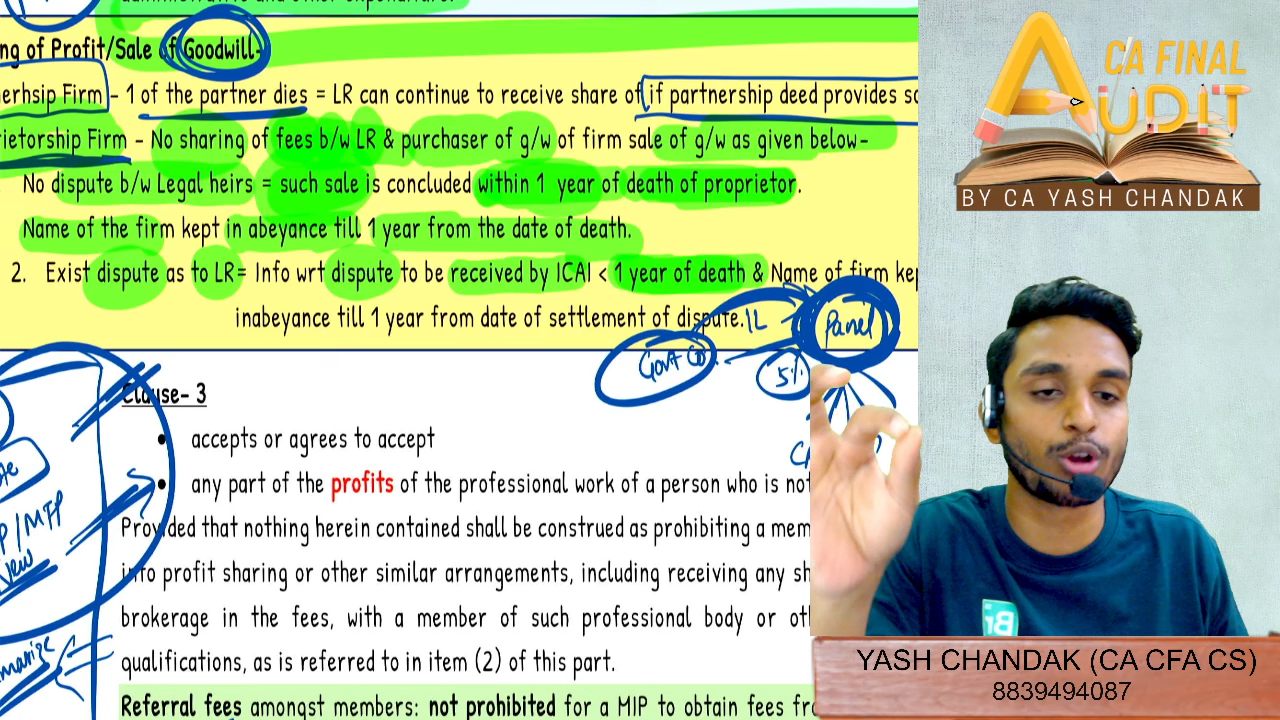 administrative and other expenditure.
ng of Profit/Sale of Goodwill-
nerhsip Firm - 1 of the partner dies = LR can continue to receive share of if partnership deed provides so
rietorship Firm - No sharing of fees b/w LR & purchaser of g/w of firm sale of g/w as given below-
No dispute b/w Legal heirs = such sale is concluded within 1 year of death of proprietor.
Name of the firm kept in abeyance till 1 year from the date of death.
2. Exist dispute as to LR= Info wrt dispute to be received by ICAI < 1 year of death & Name of firm kep
inabeyance till 1 year from date of settlement of dispute.
1L
Panel
Govt Co.
5%
Clause- 3
• accepts or agrees to accept
• any part of the profits of the professional work of a person who is not
Provided that nothing herein contained shall be construed as prohibiting a mem
into profit sharing or other similar arrangements, including receiving any sh
brokerage in the fees, with a member of such professional body or oth
qualifications, as is referred to in item (2) of this part.
Referral fees amongst members: not prohibited for a MIP to obtain fees fr
P/MFP
New
CA FINAL
AUDIT
BY CA YASH CHANDAK
YASH CHANDAK (CA CFA CS)
8839494087